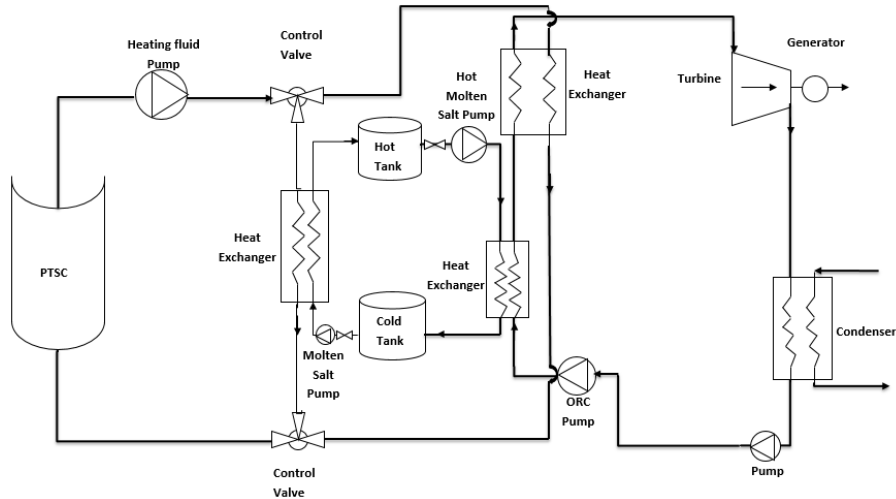 Heating fluid
Pump
Control
Valve
Hot
Molten
Salt Pump
Heat
Exchanger
Turbine
Generator
Hot
Tank
PTSC
Heat
Exchanger
Heat
Exchanger
Cold
Tank
Molten
Salt
Pump
Condenser
ORC
Pump
Pump
Control
Valve